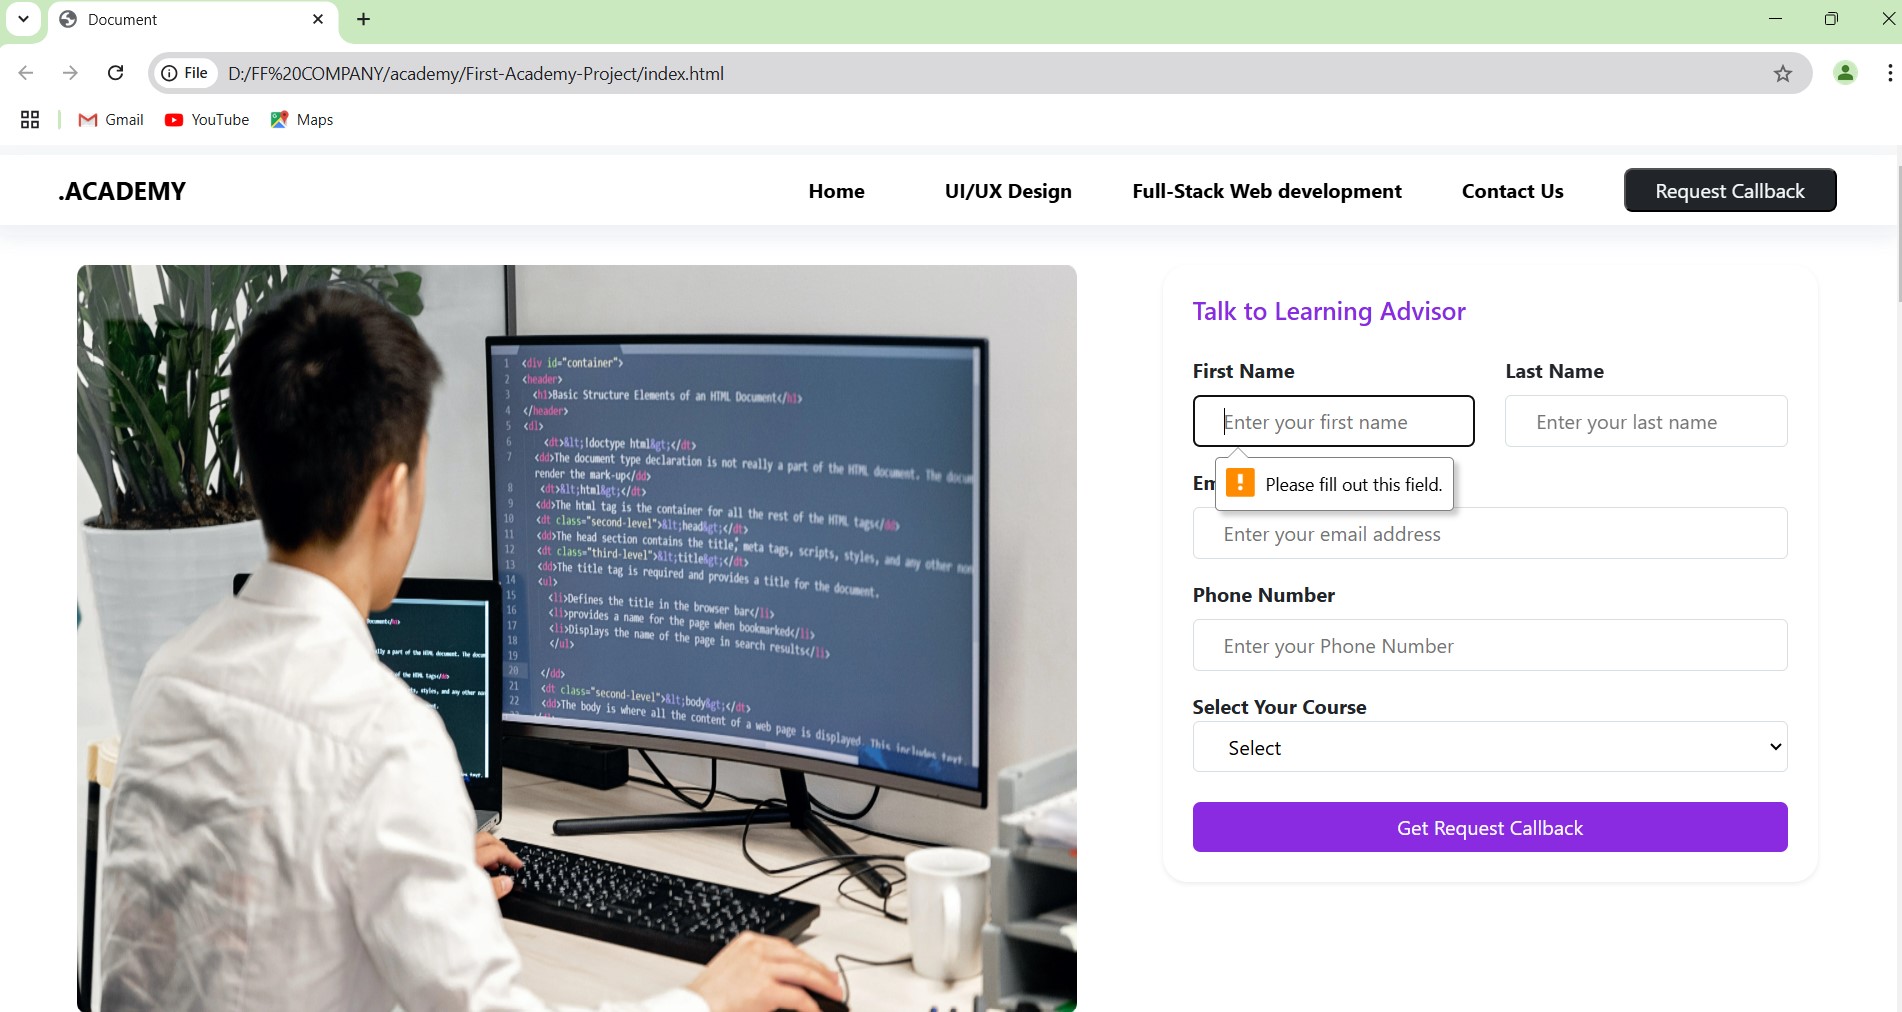 Document
File D:/FF%20COMPANY/academy/First-Academy-Project/index.html
Gmail YouTube Maps
.ACADEMY Home UI/UX Design Full-Stack Web development Contact Us Request Callback
1 <div id="container">
2 <header>
3 <h1>Basic Structure Elements of an HTML Document</h1>
4 </header>
5 <dl>
6 <dt>&lt;!doctype html&gt;</dt>
7 <dd>The document type declaration is not really a part of the HTML document. The docum
render the mark-up</dd>
8 <dt>&lt;html&gt;</dt>
9 <dd>The html tag is the container for all the rest of the HTML tags</dd>
10 <dt class="second-level">&lt;head&gt;</dt>
11 <dd>The head section contains the title, meta tags, scripts, styles, and any other non
12 <dt class="third-level">&lt;title&gt;</dt>
13 <dd>The title tag is required and provides a title for the document.
14 <ul>
15 <li>Defines the title in the browser bar</li>
16 <li>provides a name for the page when bookmarked</li>
17 <li>Displays the name of the page in search results</li>
18 </ul>
19
20 </dd>
21 <dt class="second-level">&lt;body&gt;</dt>
22 <dd>The body is where all the content of a web page is displayed. This includes text,
Talk to Learning Advisor
First Name Last Name
Enter your first name Enter your last name
Please fill out this field.
Em
Enter your email address
Phone Number
Enter your Phone Number
Select Your Course
Select
Get Request Callback